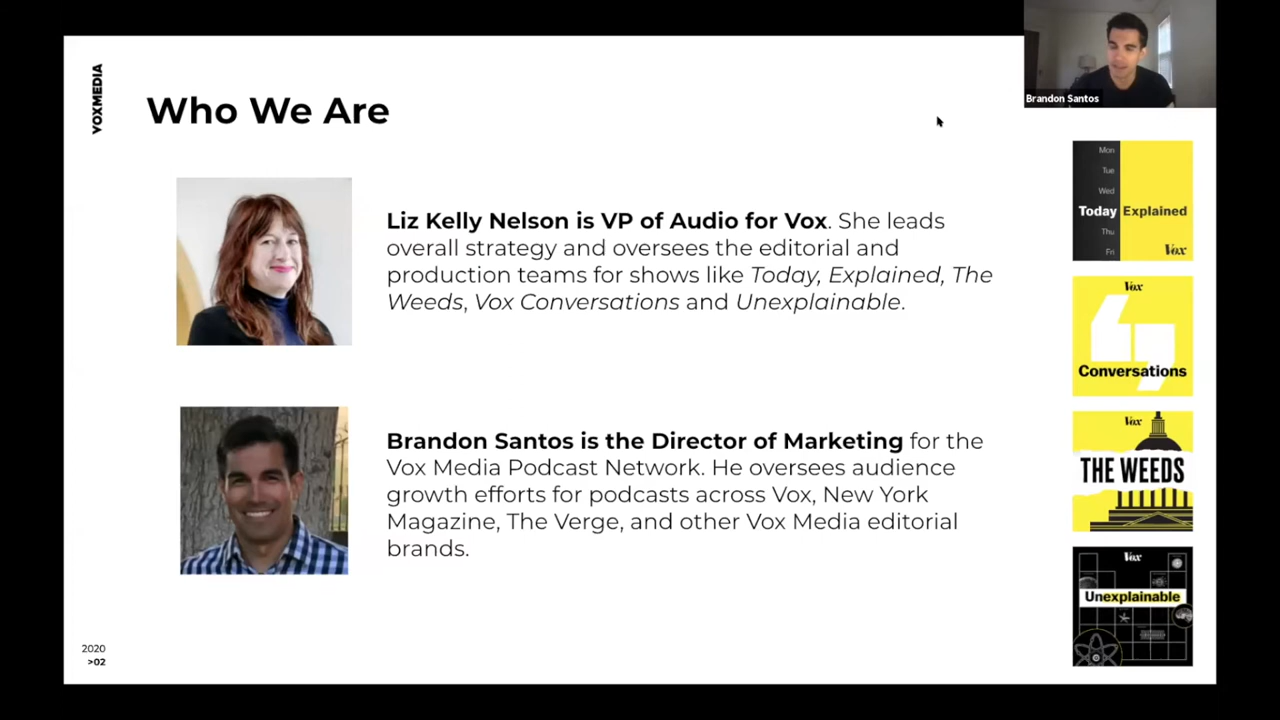 VOXMEDIA
Who We Are
Brandon Santos
Liz Kelly Nelson is VP of Audio for Vox. She leads
overall strategy and oversees the editorial and
production teams for shows like Today, Explained, The
Weeds, Vox Conversations and Unexplainable.
Brandon Santos is the Director of Marketing for the
Vox Media Podcast Network. He oversees audience
growth efforts for podcasts across Vox, New York
Magazine, The Verge, and other Vox Media editorial
brands.
Mon
Tue
Wed
Today Explained
Thu
Fri
Vox
Vox
Conversations
Vox
THE WEEDS
Vox
Unexplainable
2020
>02